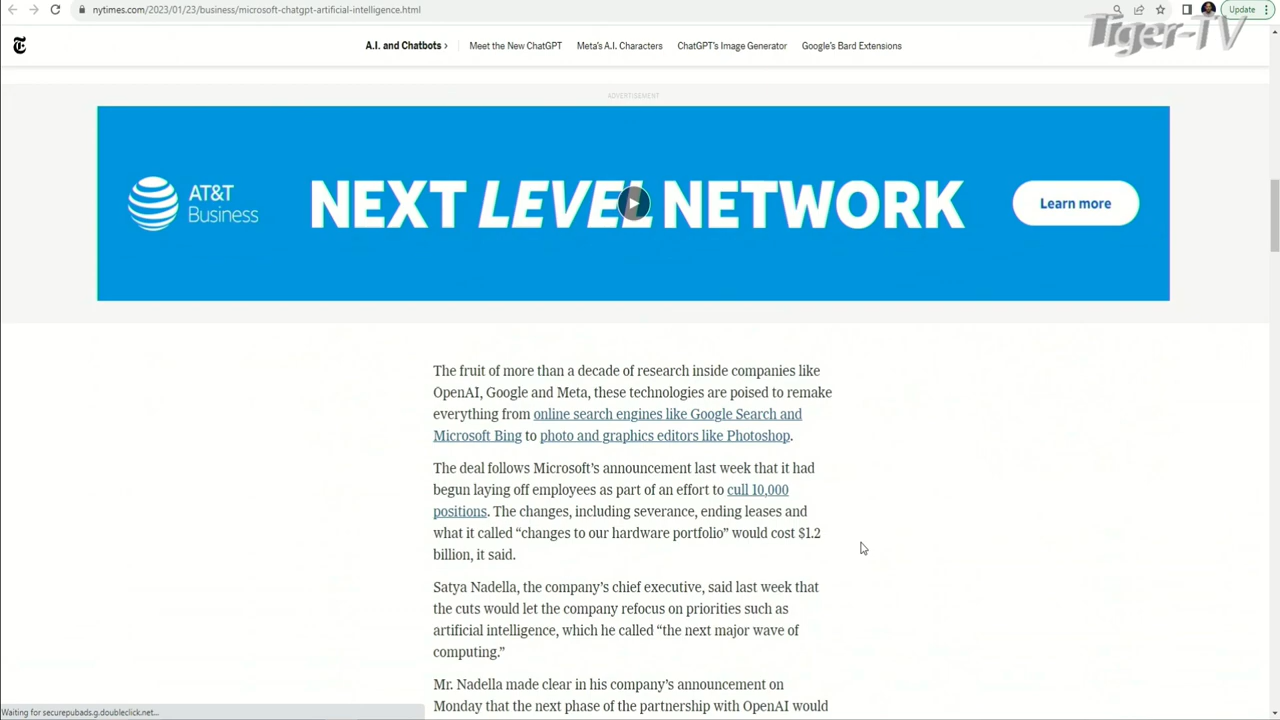 nytimes.com/2023/01/23/business/microsoft-chatgpt-artificial-intelligence.html
Update
Tiger-TV
A.I. and Chatbots ›
Meet the New ChatGPT
Meta's A.I. Characters
ChatGPT's Image Generator
Google's Bard Extensions
ADVERTISEMENT
AT&T
Business
NEXT LEVEL NETWORK
Learn more
The fruit of more than a decade of research inside companies like
OpenAI, Google and Meta, these technologies are poised to remake
everything from online search engines like Google Search and
Microsoft Bing to photo and graphics editors like Photoshop.
The deal follows Microsoft's announcement last week that it had
begun laying off employees as part of an effort to cull 10,000
positions. The changes, including severance, ending leases and
what it called “changes to our hardware portfolio” would cost $1.2
billion, it said.
Satya Nadella, the company's chief executive, said last week that
the cuts would let the company refocus on priorities such as
artificial intelligence, which he called “the next major wave of
computing.”
Mr. Nadella made clear in his company's announcement on
Monday that the next phase of the partnership with OpenAI would
Waiting for securepubads.g.doubleclick.net...